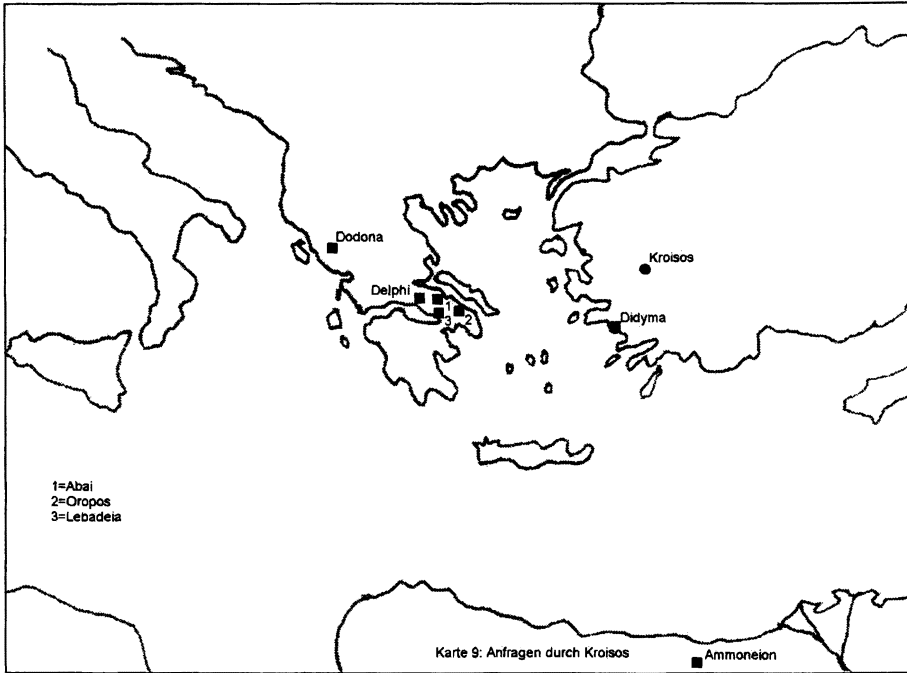 Dodona
Kroisos
Delphi
1
2
3
Didyma
1=Abai
2=Oropos
3=Lebadeia
Karte 9: Anfragen durch Kroisos
Ammoneion